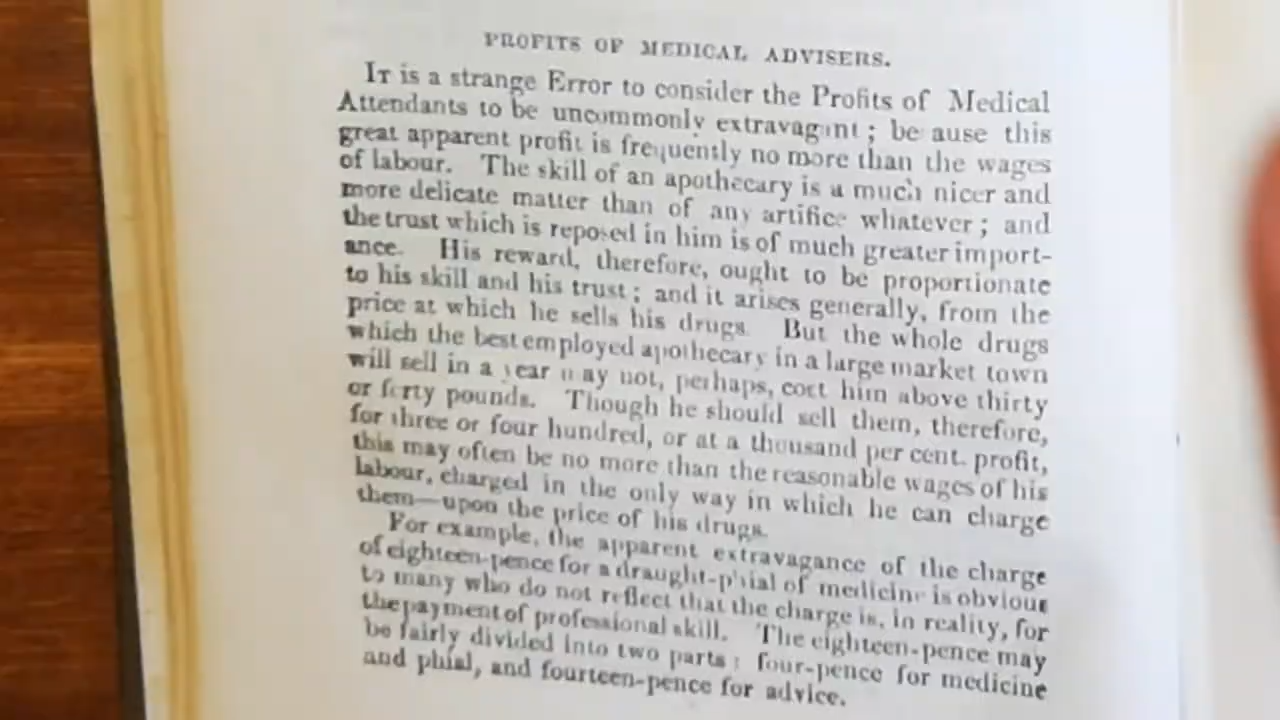 PROFITS OF MEDICAL ADVISERS.
IT is a strange Error to consider the Profits of Medical
Attendants to be uncommonly extravagant; be ause this
great apparent profit is frequently no more than the wages
of labour. The skill of an apothecary is a much nicer and
more delicate matter than of any artifice whatever; and
the trust which is reposed in him is of much greater import-
ance. His reward, therefore, ought to be proportionate
to his skill and his trust; and it arises generally, from the
price at which he sells his drugs. But the whole drugs
which the best employed apothecary in a large market town
will sell in a year may not, perhaps, cost him above thirty
or forty pounds. Though he should sell them, therefore,
for three or four hundred, or at a thousand per cent. profit,
this may often be no more than the reasonable wages of his
labour, charged in the only way in which he can charge
them—upon the price of his drugs.
For example, the apparent extravagance of the charge
of eighteen-pence for a draught-phial of medicine is obvious
to many who do not reflect that the charge is, in reality, for
the payment of professional skill. The eighteen-pence may
be fairly divided into two parts: four-pence for medicine
and phial, and fourteen-pence for advice.